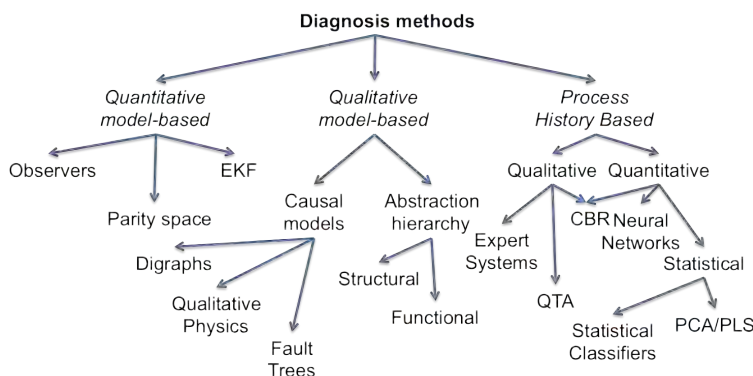 Diagnosis methods
Quantitative
model-based
Qualitative
model-based
Process
History Based
Observers
EKF
Parity space
Causal
models
Abstraction
hierarchy
Qualitative
Quantitative
Digraphs
Qualitative
Physics
Fault
Trees
Structural
Functional
Expert
Systems
QTA
CBR
Neural
Networks
Statistical
Statistical
Classifiers
PCA/PLS